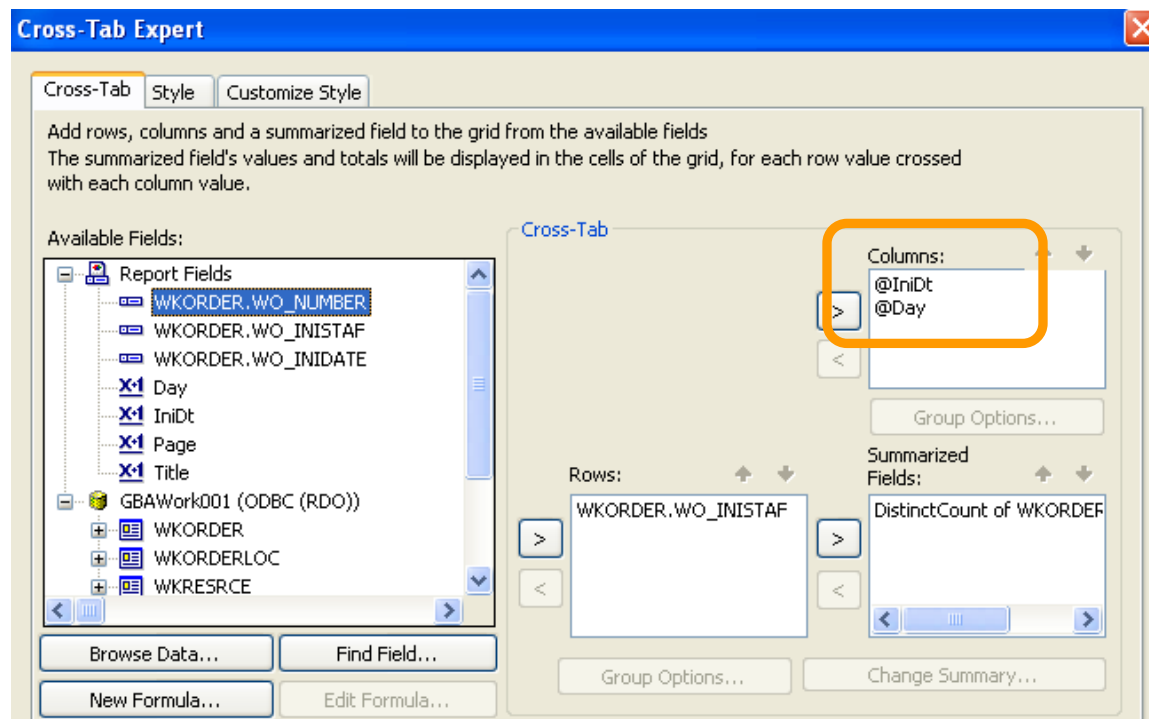 Cross-Tab Expert
Cross-Tab
Style
Customize Style
Add rows, columns and a summarized field to the grid from the available fields
The summarized field's values and totals will be displayed in the cells of the grid, for each row value crossed
with each column value.
Available Fields:
Report Fields
WKORDER.WO_NUMBER
WKORDER.WO_INISTAF
WKORDER.WO_INIDATE
X+1 Day
X+1 IniDt
X+1 Page
X+1 Title
GBAWork001 (ODBC (RDO))
WKORDER
WKORDERLOC
WKRESRCE
Browse Data...
Find Field...
New Formula...
Edit Formula...
Cross-Tab
Columns:
@IniDt
@Day
>
<
Group Options...
Rows:
WKORDER.WO_INISTAF
>
<
Group Options...
Summarized
Fields:
DistinctCount of WKORDER
>
<
Change Summary...